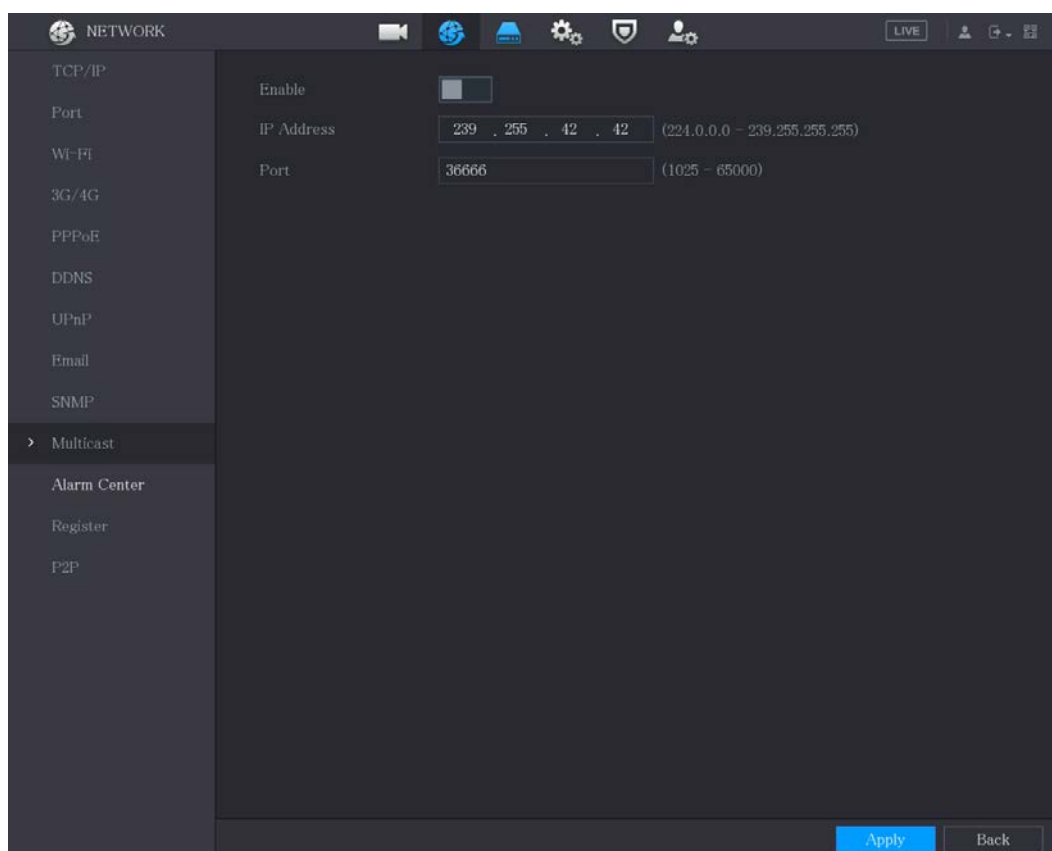 NETWORK
LIVE
TCP/IP
Port
Wi-Fi
3G/4G
PPPoE
DDNS
UPnP
Email
SNMP
Multicast
Alarm Center
Register
P2P
Enable
IP Address 239 . 255 . 42 . 42 (224.0.0.0 - 239.255.255.255)
Port 36666 (1025 - 65000)
Apply Back